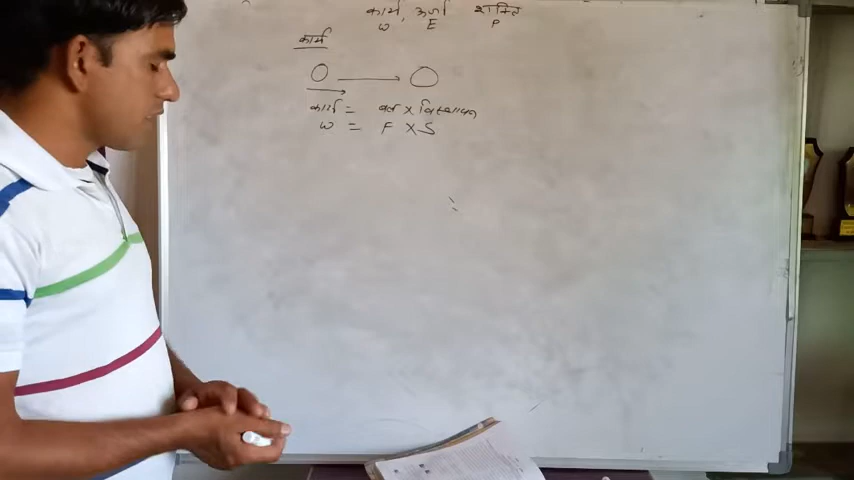 कार्य, ऊर्जा शक्ति
W E P
कार्य
कार्य = बल x विस्थापन
W = F x S